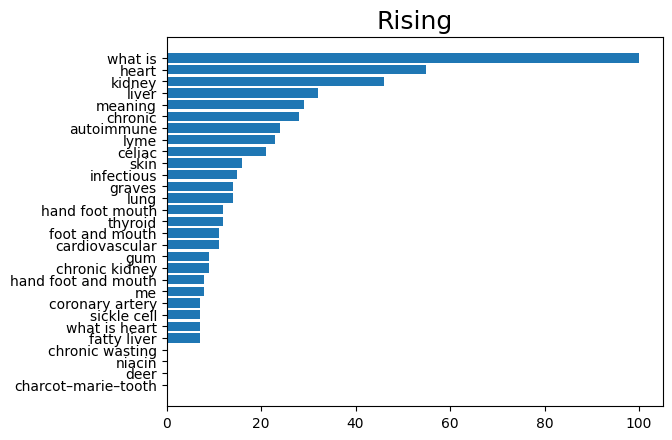 Rising
what is
heart
kidney
liver
meaning
chronic
autoimmune
lyme
celiac
skin
infectious
graves
lung
hand foot mouth
thyroid
foot and mouth
cardiovascular
gum
chronic kidney
hand foot and mouth
me
coronary artery
sickle cell
what is heart
fatty liver
chronic wasting
niacin
deer
charcot–marie–tooth
0 20 40 60 80 100